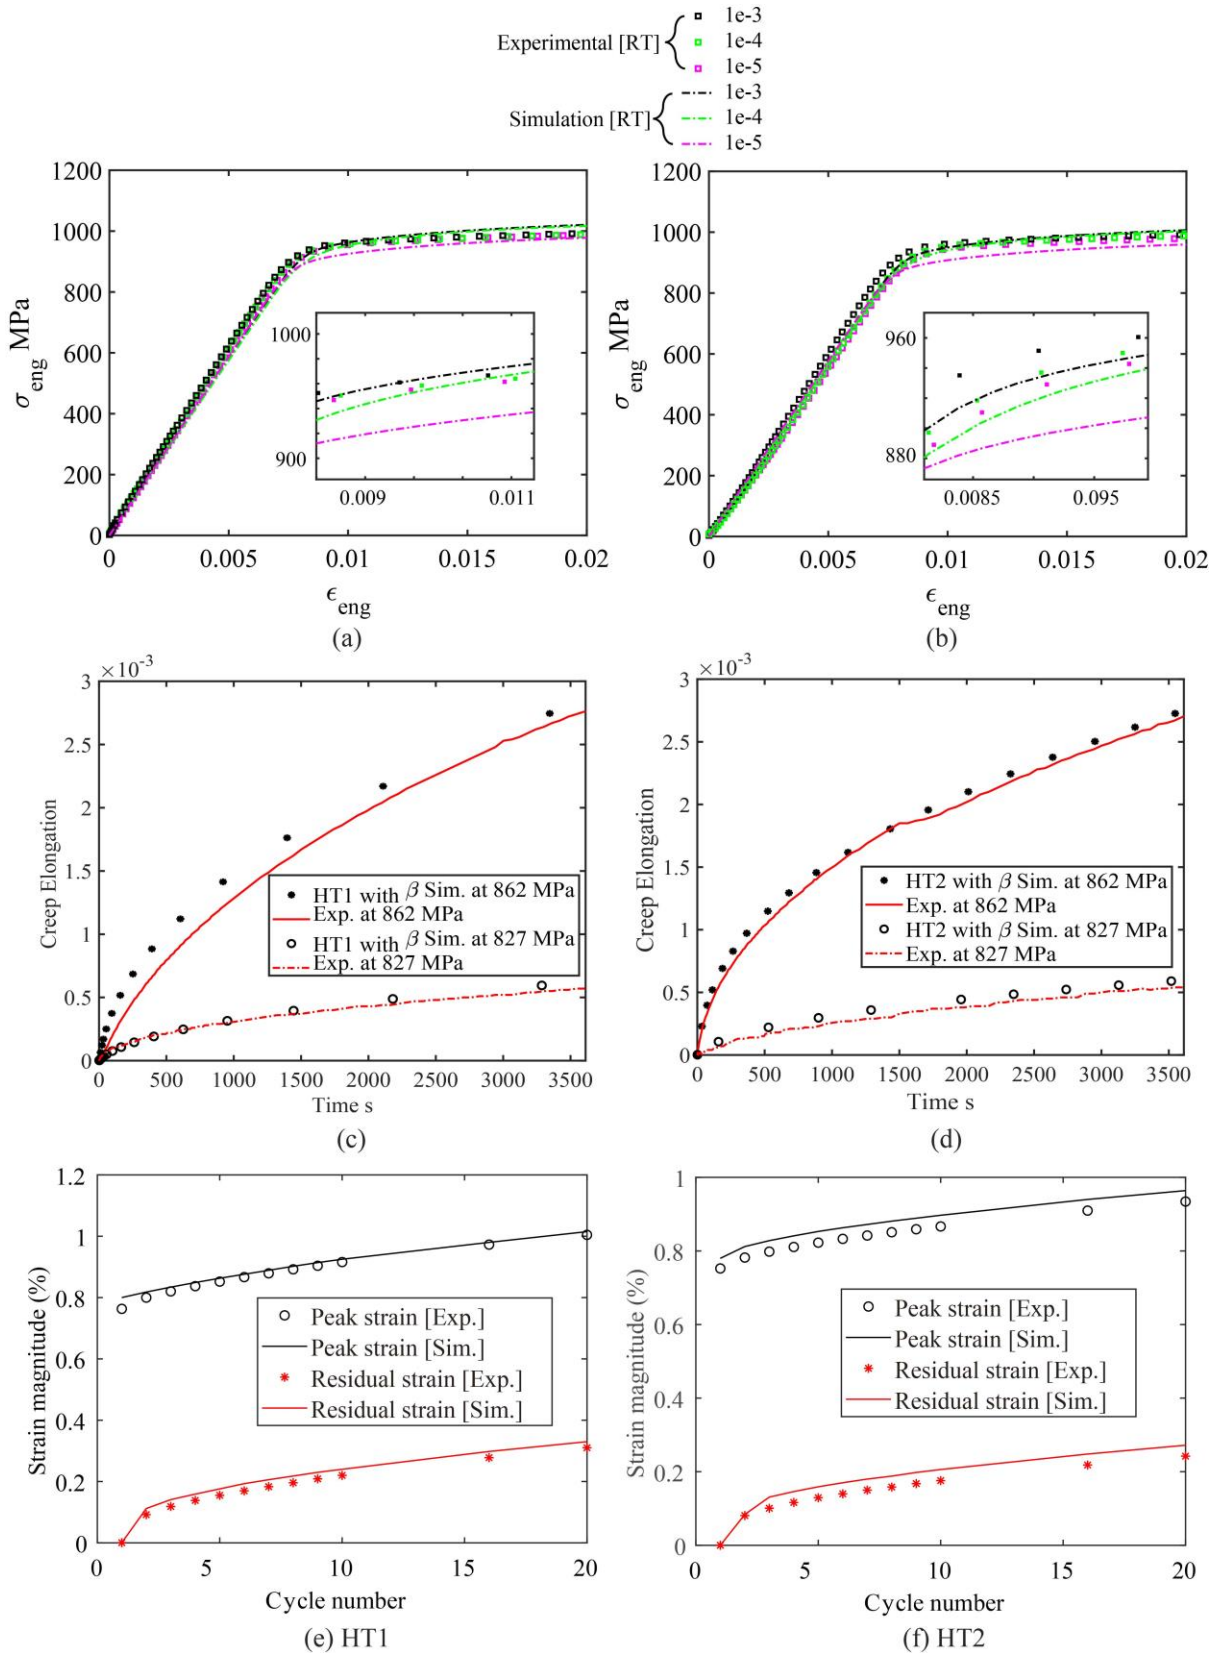 1e-3
Experimental [RT] 1e-4
1e-5
1e-3
Simulation [RT] 1e-4
1e-5
1200
1000
800
600
400
200
0
σeng MPa
0 0.005 0.01 0.015 0.02
ϵeng
1000
900
0.009 0.011
(a)
1200
1000
800
600
400
200
0
σeng MPa
0 0.005 0.01 0.015 0.02
ϵeng
960
880
0.0085 0.095
(b)
×10-3
3
2.5
2
1.5
1
0.5
0
Creep Elongation
HT1 with β Sim. at 862 MPa
Exp. at 862 MPa
HT1 with β Sim. at 827 MPa
Exp. at 827 MPa
0 500 1000 1500 2000 2500 3000 3500
Time s
(c)
×10-3
3
2.5
2
1.5
1
0.5
0
Creep Elongation
HT2 with β Sim. at 862 MPa
Exp. at 862 MPa
HT2 with β Sim. at 827 MPa
Exp. at 827 MPa
0 500 1000 1500 2000 2500 3000 3500
Time s
(d)
1.2
1
0.8
0.6
0.4
0.2
0
Strain magnitude (%)
Peak strain [Exp.]
Peak strain [Sim.]
Residual strain [Exp.]
Residual strain [Sim.]
0 5 10 15 20
Cycle number
(e) HT1
1
0.8
0.6
0.4
0.2
0
Strain magnitude (%)
Peak strain [Exp.]
Peak strain [Sim.]
Residual strain [Exp.]
Residual strain [Sim.]
0 5 10 15 20
Cycle number
(f) HT2